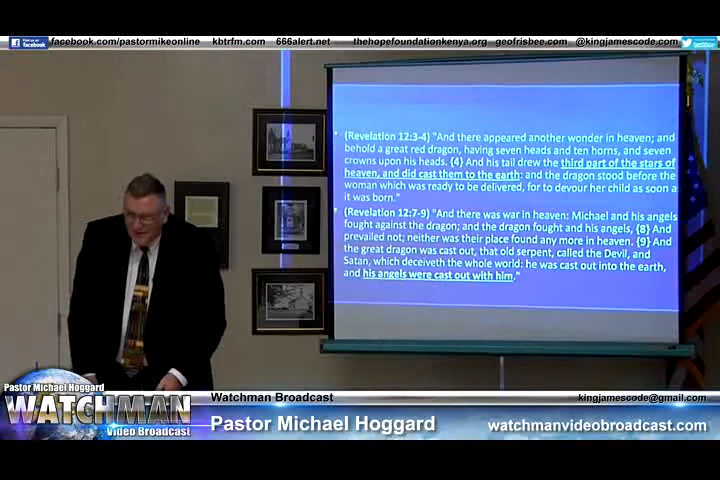 Find us on facebook
facebook.com/pastormikeonline kbtrfm.com 666alert.net thehopefoundationkenya.org geofrisbee.com @kingjamescode twitter
• (Revelation 12:3-4) "And there appeared another wonder in heaven; and
behold a great red dragon, having seven heads and ten horns, and seven
crowns upon his heads. {4} And his tail drew the third part of the stars of
heaven, and did cast them to the earth: and the dragon stood before the
woman which was ready to be delivered, for to devour her child as soon a
it was born."
• (Revelation 12:7-9) "And there was war in heaven: Michael and his angels
fought against the dragon; and the dragon fought and his angels, {8} And
prevailed not; neither was their place found any more in heaven. {9} And
the great dragon was cast out, that old serpent, called the Devil, and
Satan, which deceiveth the whole world: he was cast out into the earth,
and his angels were cast out with him."
Pastor Michael Hoggard
WATCHMAN
Video Broadcast
Watchman Broadcast kingjamescode@gmail.com
Pastor Michael Hoggard watchmanvideobroadcast.com